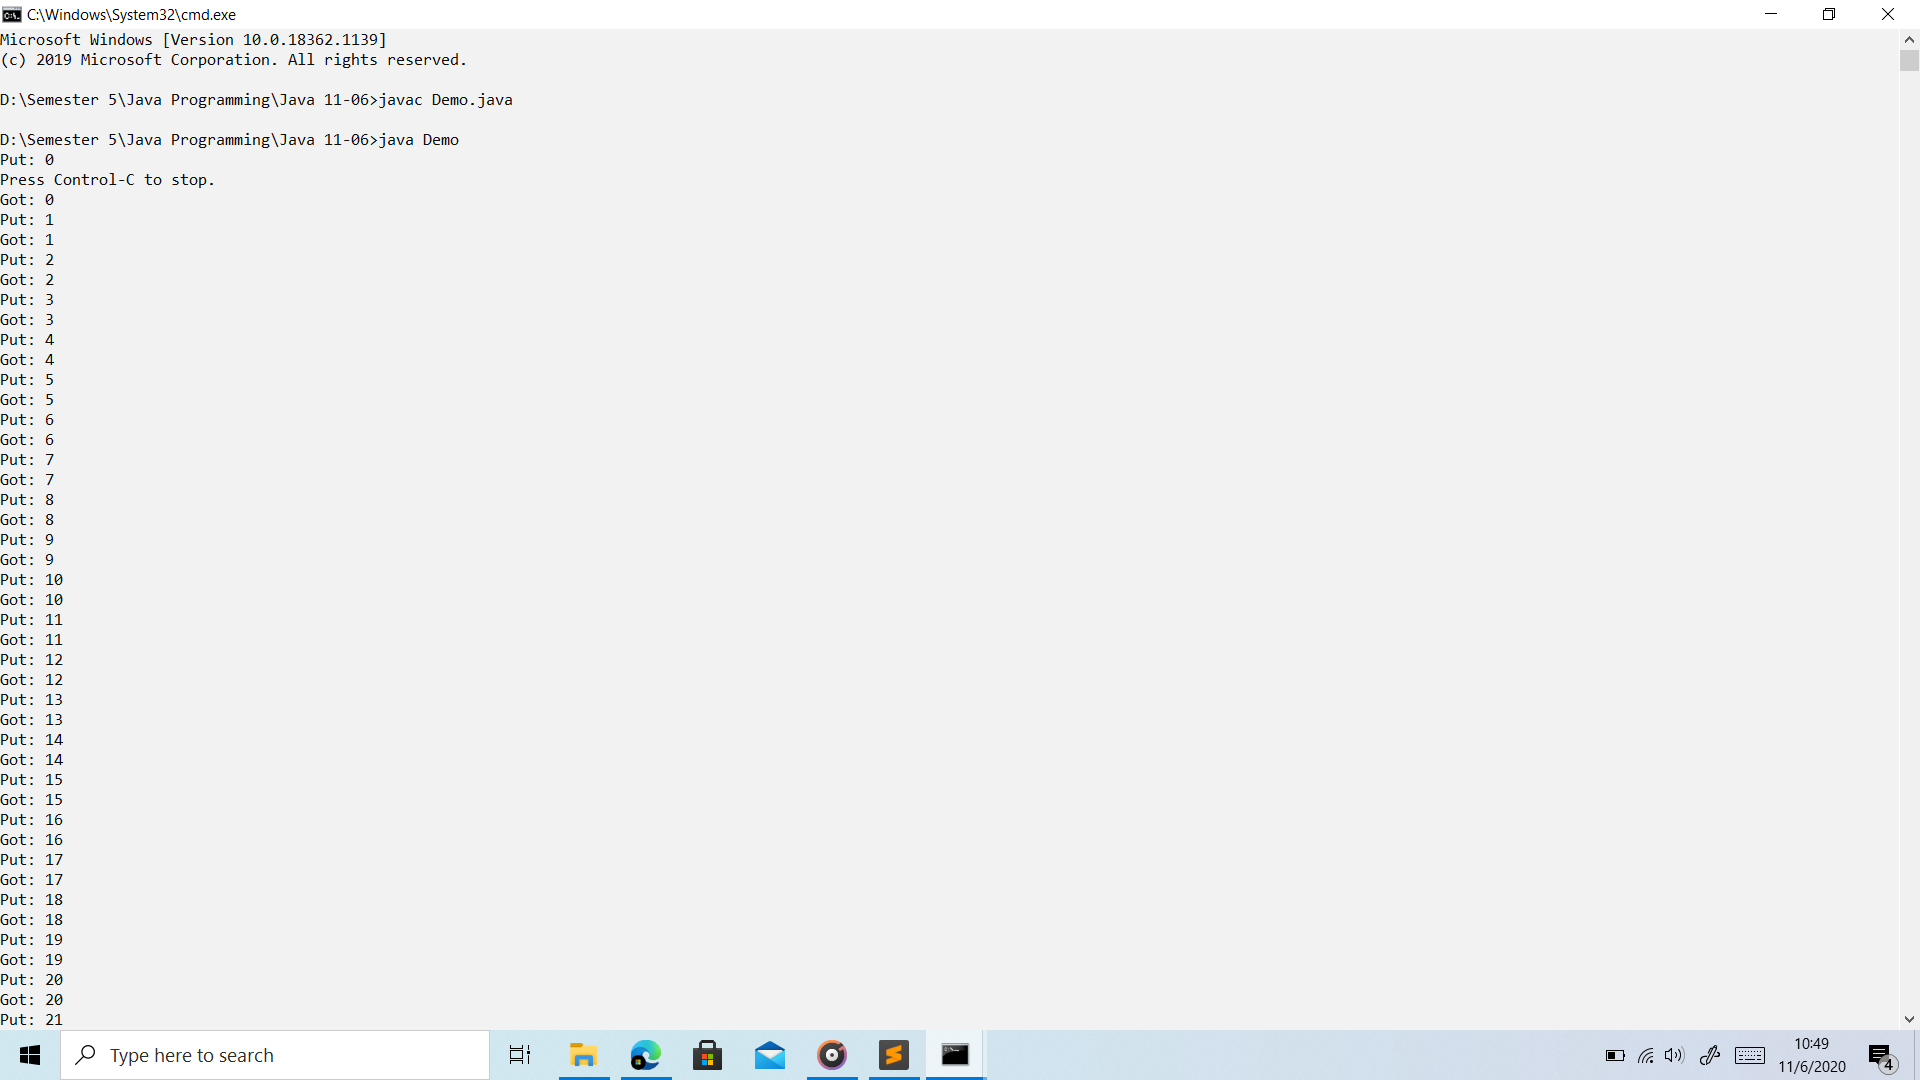 C:\Windows\System32\cmd.exe
Microsoft Windows [Version 10.0.18362.1139]
(c) 2019 Microsoft Corporation. All rights reserved.
D:\Semester 5\Java Programming\Java 11-06>javac Demo.java
D:\Semester 5\Java Programming\Java 11-06>java Demo
Put: 0
Press Control-C to stop.
Got: 0
Put: 1
Got: 1
Put: 2
Got: 2
Put: 3
Got: 3
Put: 4
Got: 4
Put: 5
Got: 5
Put: 6
Got: 6
Put: 7
Got: 7
Put: 8
Got: 8
Put: 9
Got: 9
Put: 10
Got: 10
Put: 11
Got: 11
Put: 12
Got: 12
Put: 13
Got: 13
Put: 14
Got: 14
Put: 15
Got: 15
Put: 16
Got: 16
Put: 17
Got: 17
Put: 18
Got: 18
Put: 19
Got: 19
Put: 20
Got: 20
Put: 21
Type here to search
10:49
11/6/2020
4